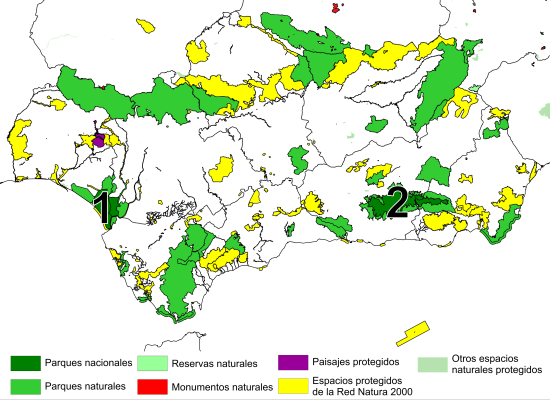 1
2
Parques nacionales
Reservas naturales
Paisajes protegidos
Otros espacios
naturales protegidos
Parques naturales
Monumentos naturales
Espacios protegidos
de la Red Natura 2000